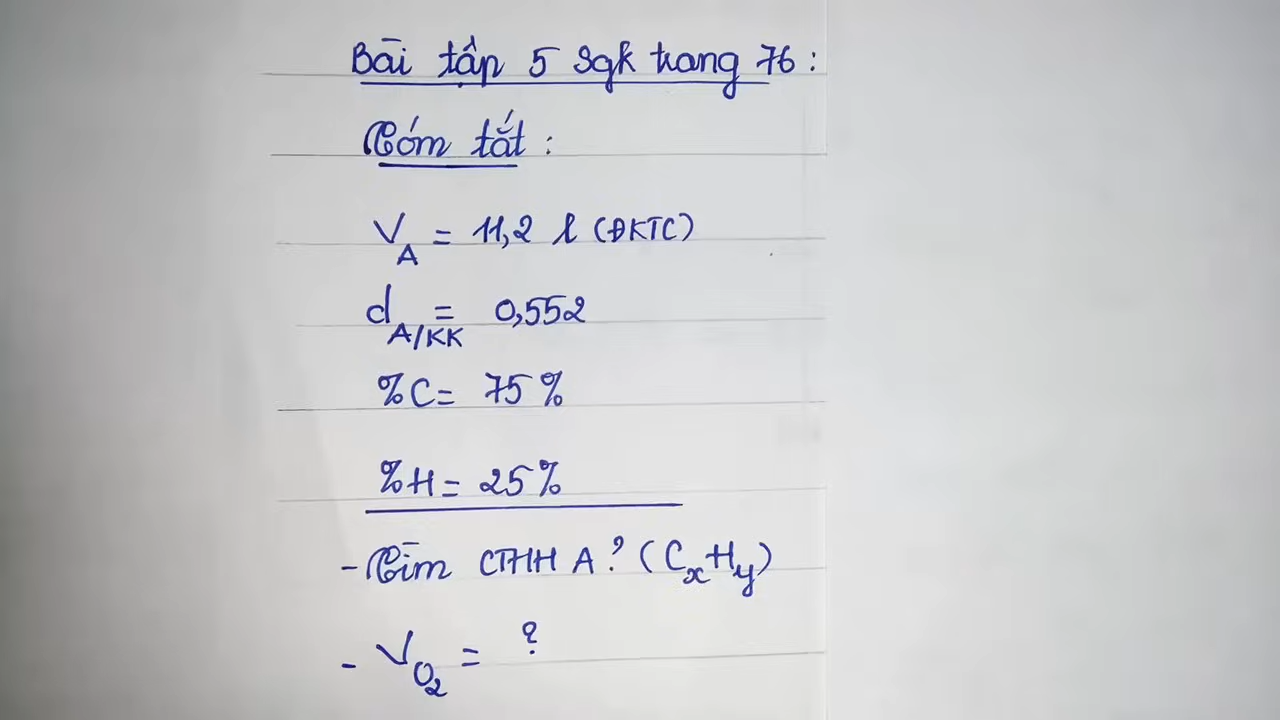 Bài tập 5 sgk trang 76:
Tóm tắt:
V_A = 11,2 l (ĐKTC)
d_A/KK = 0,552
%C = 75%
%H = 25%
- Tìm CTHH A? (CxHy)
- V_O2 = ?